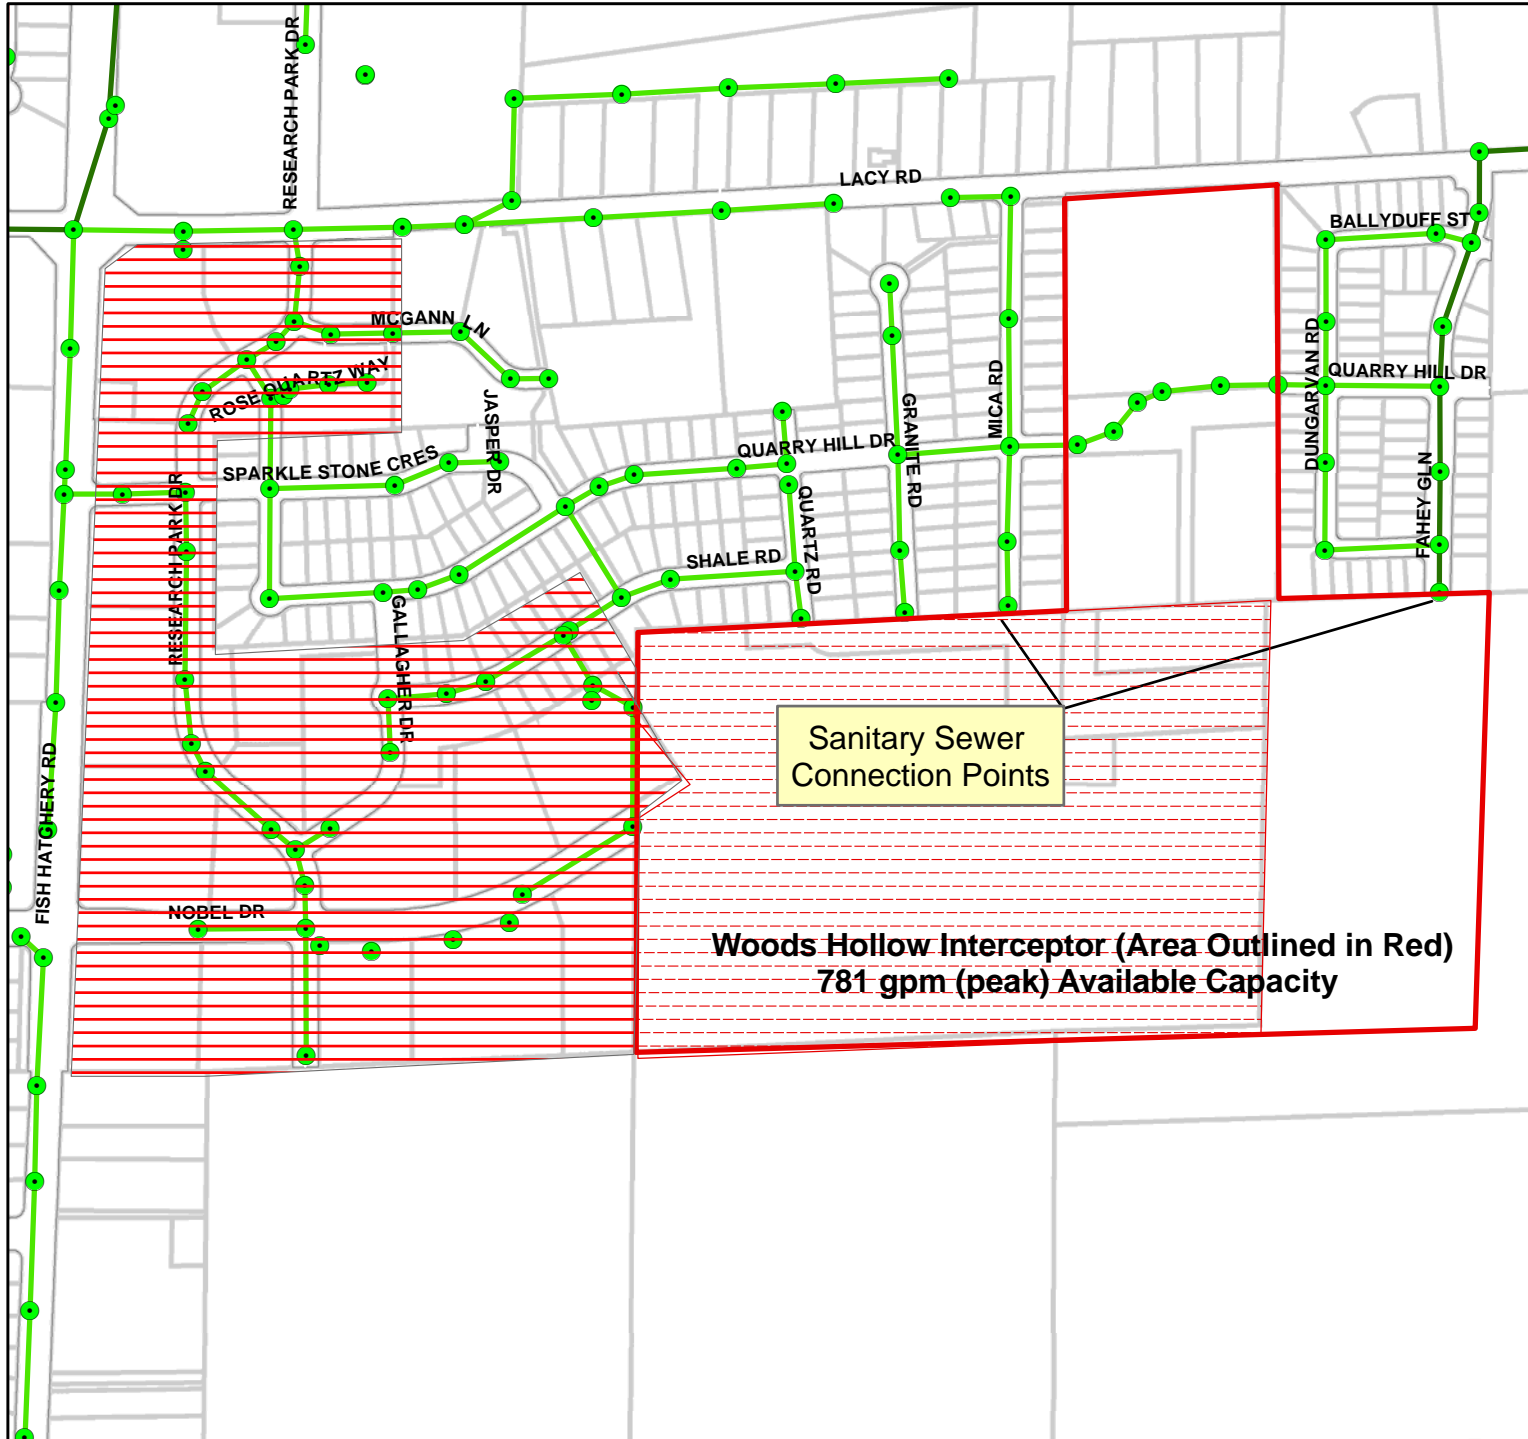 RESEARCH PARK DR
LACY RD
BALLYDUFF ST
MCGANN LN
ROSE QUARTZ WAY
QUARRY HILL DR
DUNGARVAN RD
JASPER DR
GRANITE RD
MICA RD
QUARRY HILL DR
SPARKLE STONE CRES
RESEARCH PARK DR
QUARTZ RD
FAHEY GLN
SHALE RD
GALLAGHER DR
Sanitary Sewer
Connection Points
FISH HATCHERY RD
NOBEL DR
Woods Hollow Interceptor (Area Outlined in Red)
781 gpm (peak) Available Capacity